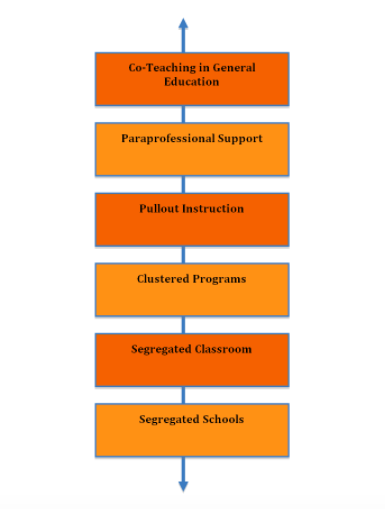 Co-Teaching in General
Education
Paraprofessional Support
Pullout Instruction
Clustered Programs
Segregated Classroom
Segregated Schools